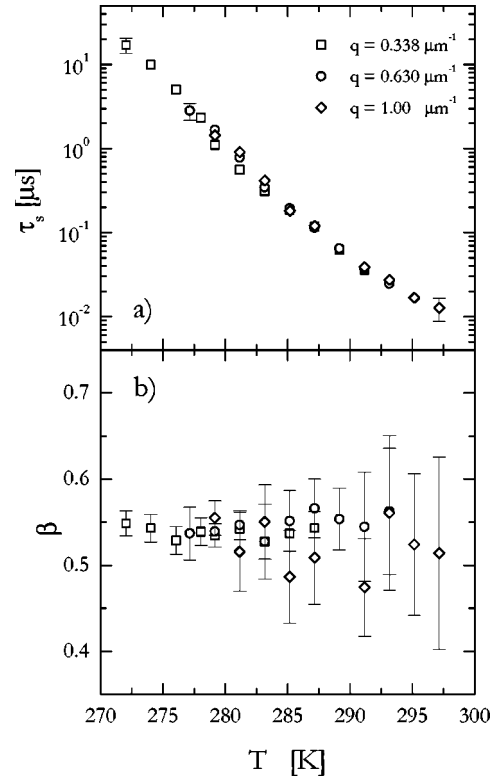 10¹
10⁰
10⁻¹
10⁻²
τₛ [μs]
q = 0.338 μm⁻¹
q = 0.630 μm⁻¹
q = 1.00 μm⁻¹
a)
b)
0.7
0.6
0.5
0.4
β
270 275 280 285 290 295 300
T [K]